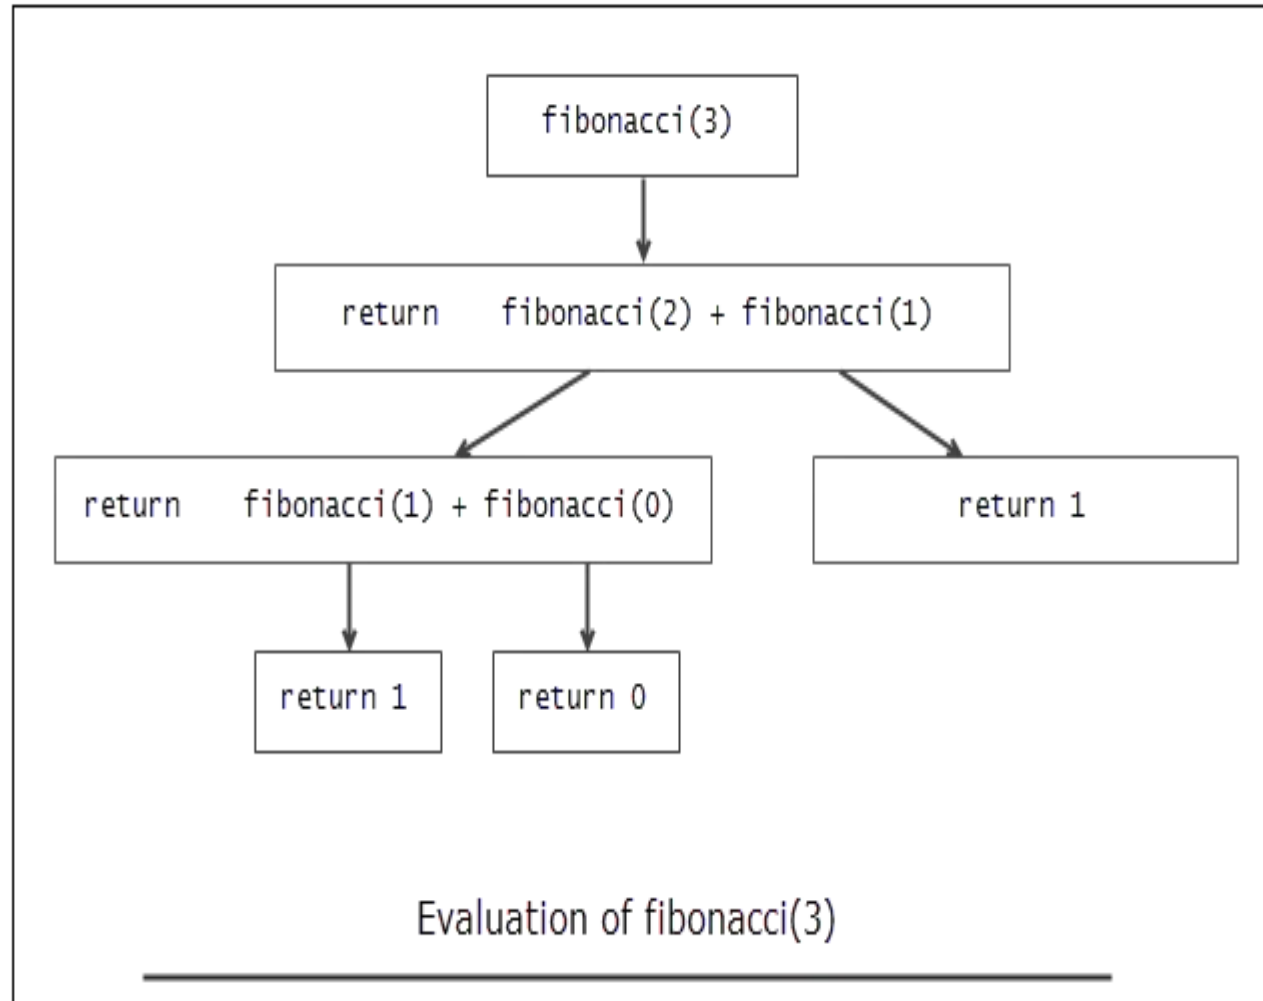 fibonacci(3)
return fibonacci(2) + fibonacci(1)
return fibonacci(1) + fibonacci(0)
return 1
return 1
return 0
Evaluation of fibonacci(3)